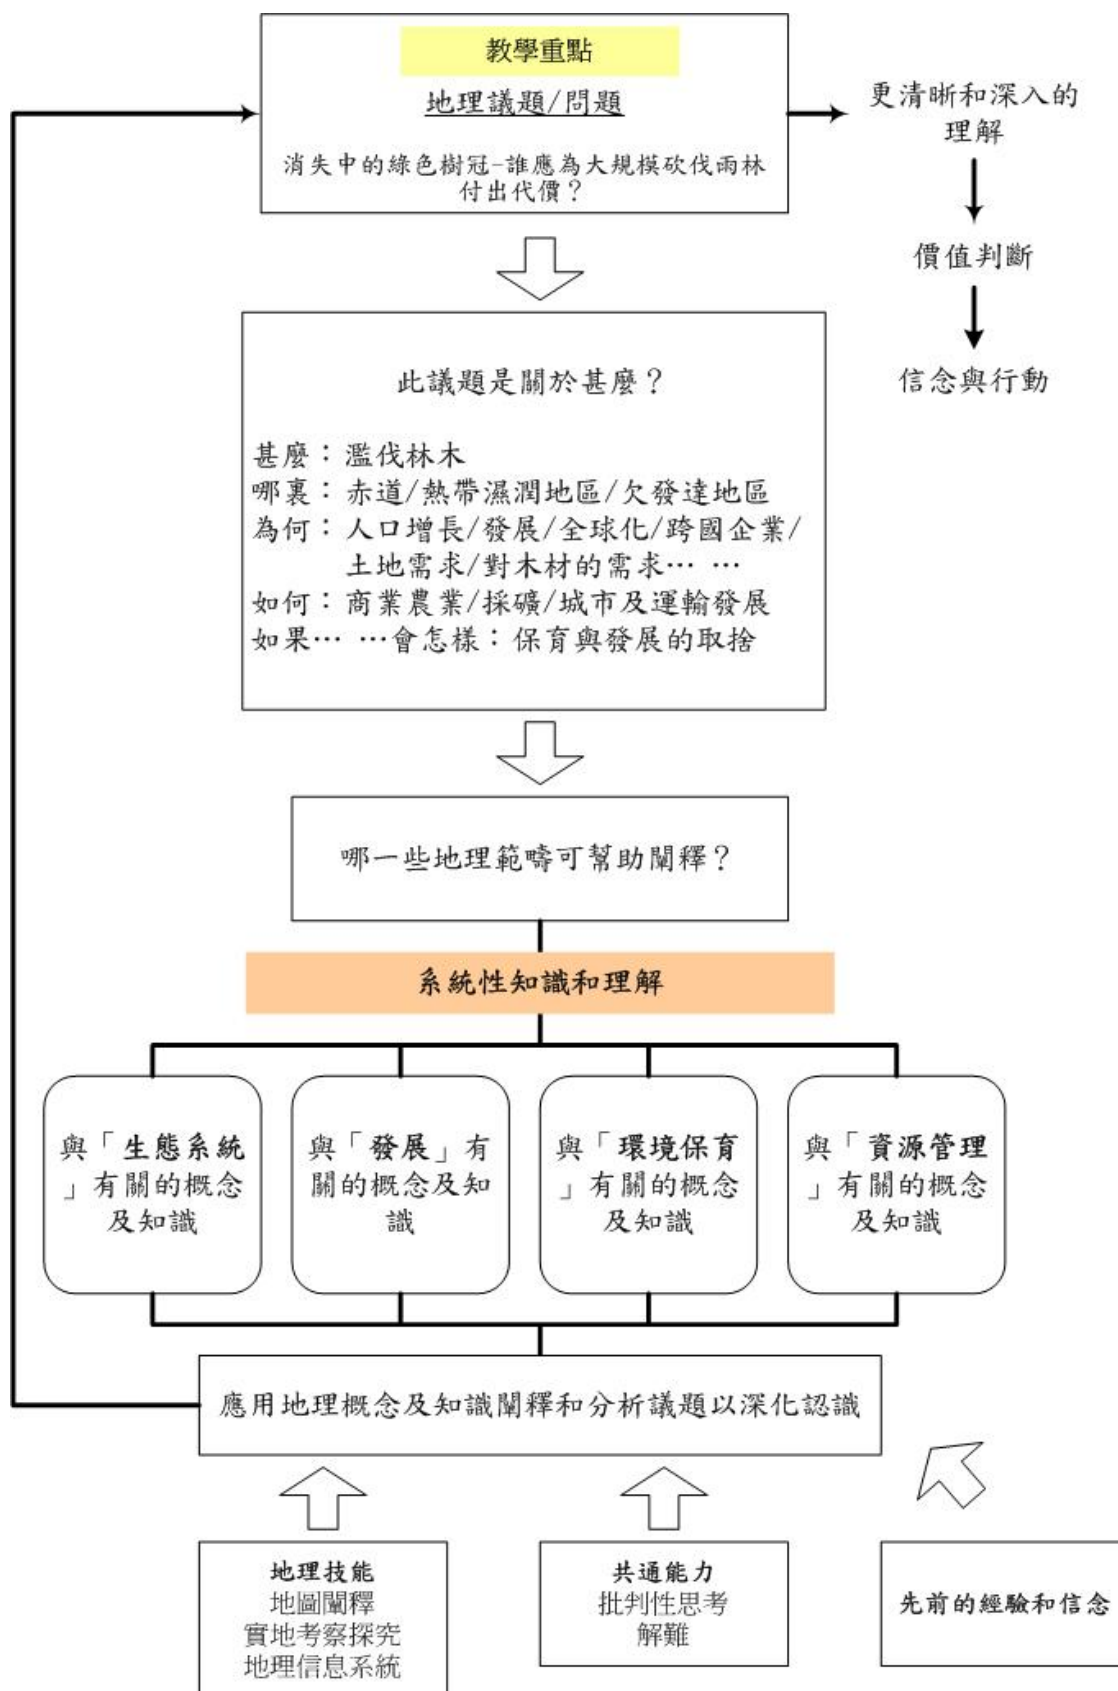 教學重點
地理議題/問題
消失中的綠色樹冠-誰應為大規模砍伐雨林
付出代價？
更清晰和深入的
理解
價值判斷
信念與行動
此議題是關於甚麼？
甚麼：濫伐林木
哪裏：赤道/熱帶濕潤地區/欠發達地區
為何：人口增長/發展/全球化/跨國企業/
土地需求/對木材的需求… …
如何：商業農業/採礦/城市及運輸發展
如果… …會怎樣：保育與發展的取捨
哪一些地理範疇可幫助闡釋？
系統性知識和理解
與「生態系統
」有關的概念
及知識
與「發展」有
關的概念及知
識
與「環境保育
」有關的概念
及知識
與「資源管理
」有關的概念
及知識
應用地理概念及知識闡釋和分析議題以深化認識
地理技能
地圖闡釋
實地考察探究
地理信息系統
共通能力
批判性思考
解難
先前的經驗和信念